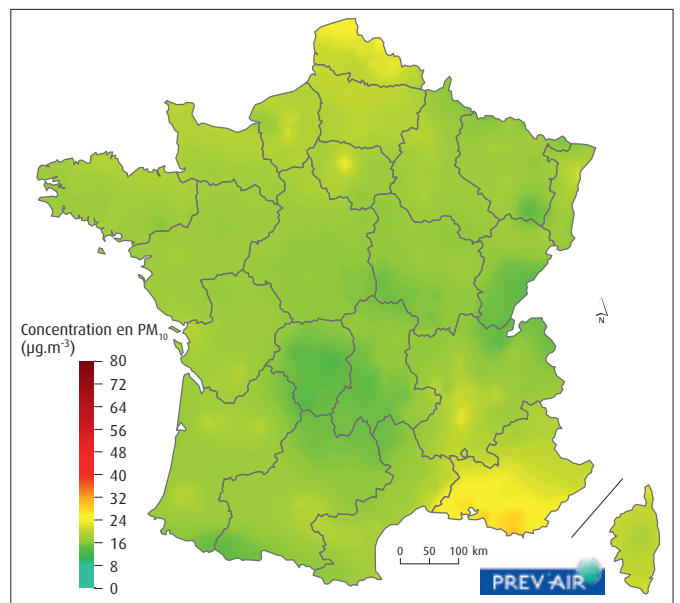 N
Concentration en PM₁₀
(µg.m⁻³)
80
72
64
56
48
40
32
24
16
8
0
0 50 100 km
PREV'AIR